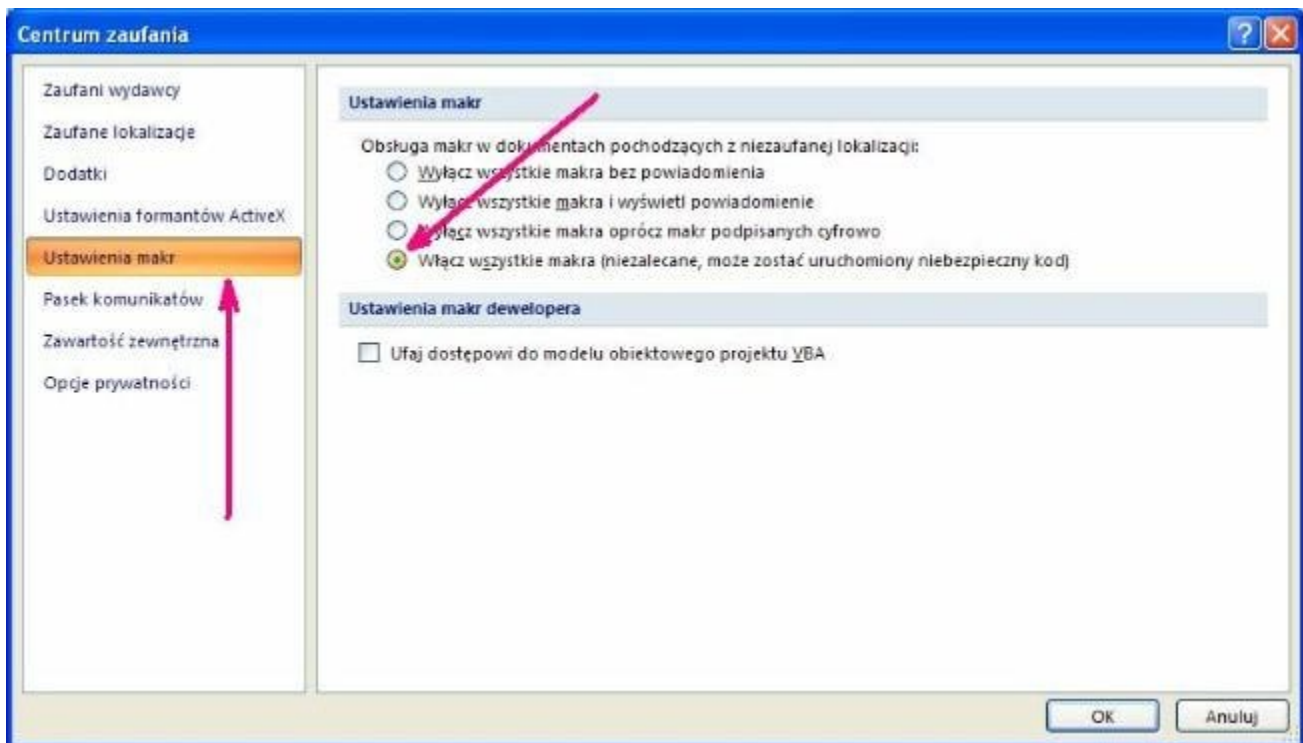 Centrum zaufania
Zaufani wydawcy
Zaufane lokalizacje
Dodatki
Ustawienia formantów ActiveX
Ustawienia makr
Pasek komunikatów
Zawartość zewnętrzna
Opcje prywatności
Ustawienia makr
Obsługa makr w dokumentach pochodzących z niezaufanej lokalizacji:
Wyłącz wszystkie makra bez powiadomienia
Wyłącz wszystkie makra i wyświetl powiadomienie
Wyłącz wszystkie makra oprócz makr podpisanych cyfrowo
Włącz wszystkie makra (niezalecane, może zostać uruchomiony niebezpieczny kod)
Ustawienia makr dewelopera
Ufaj dostępowi do modelu obiektowego projektu VBA
OK
Anuluj